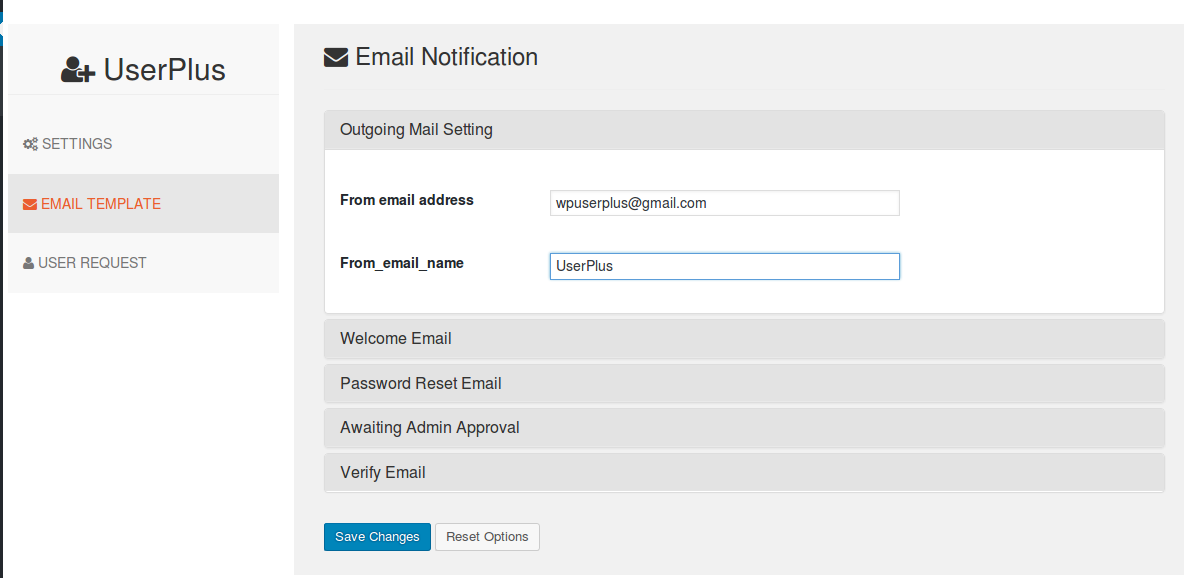 UserPlus
SETTINGS
EMAIL TEMPLATE
USER REQUEST
Email Notification
Outgoing Mail Setting
From email address
wpuserplus@gmail.com
From_email_name
UserPlus
Welcome Email
Password Reset Email
Awaiting Admin Approval
Verify Email
Save Changes
Reset Options